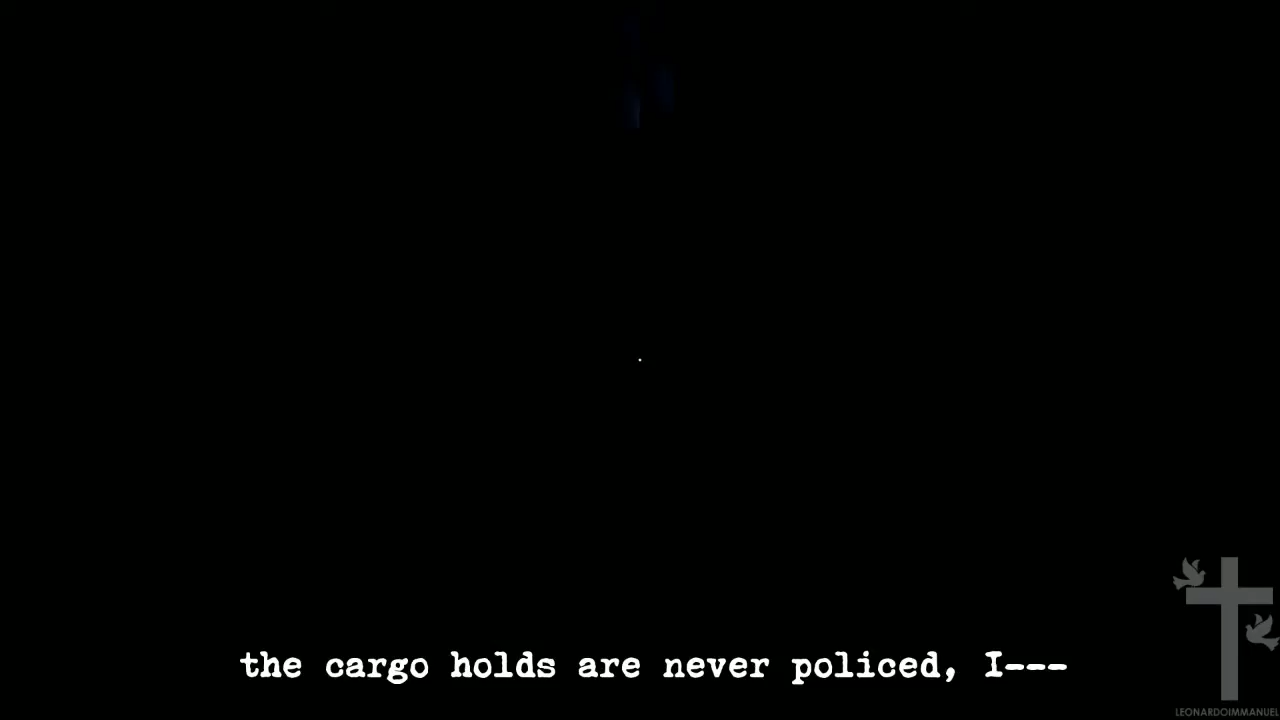 the cargo holds are never policed, I---
LEONARDOIMMANUEL